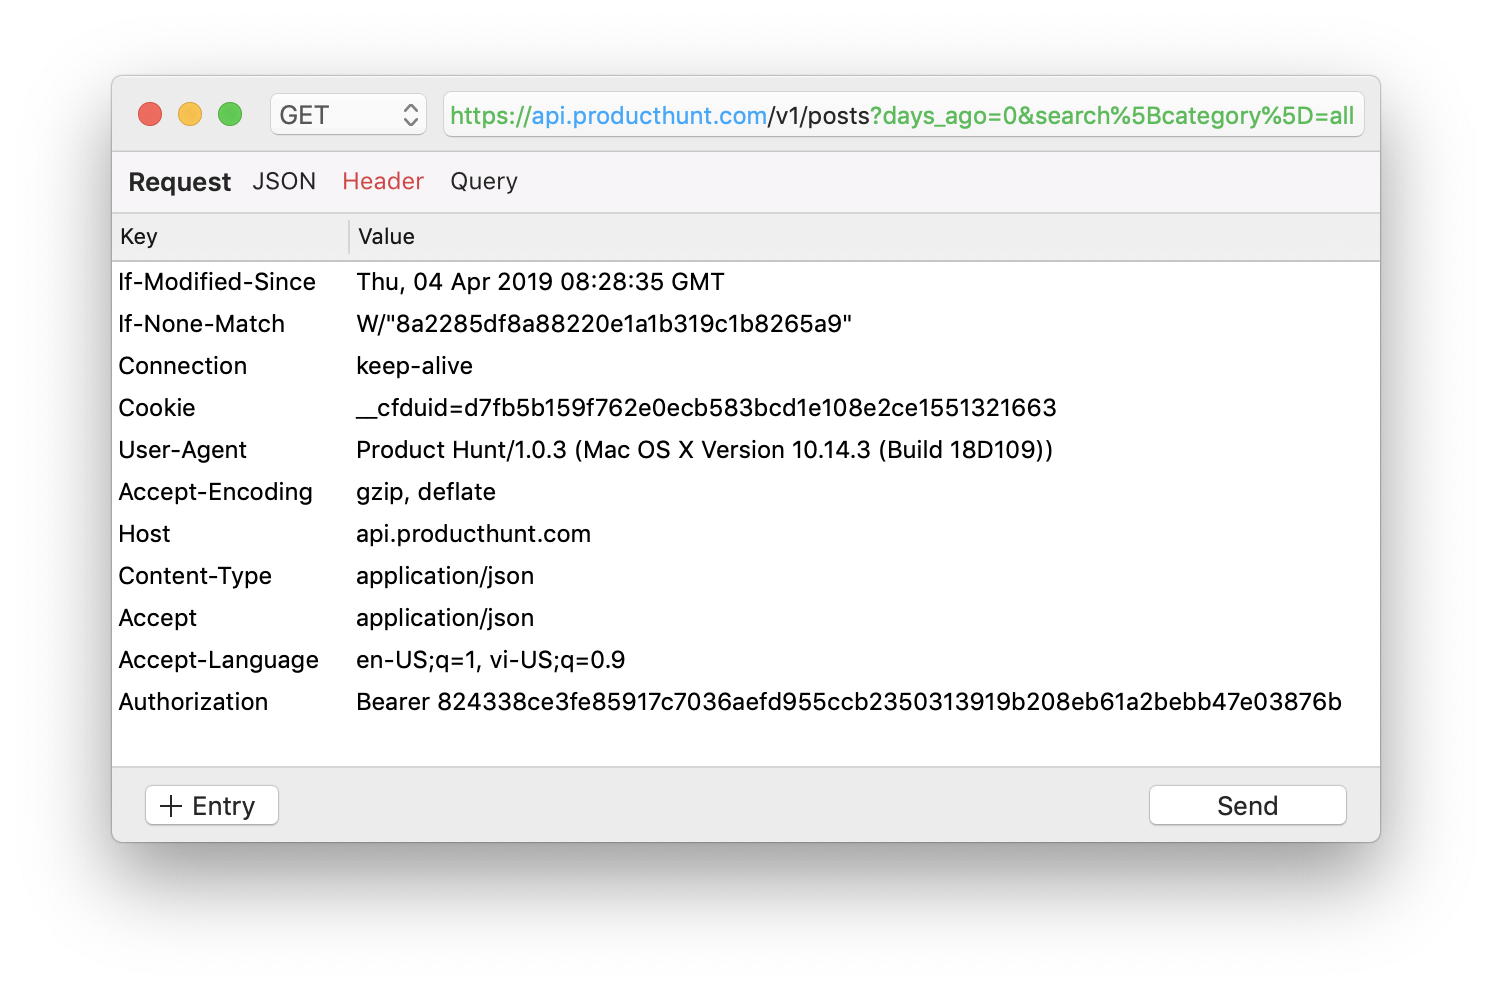 GET https://api.producthunt.com/v1/posts?days_ago=0&search%5Bcategory%5D=all
Request JSON Header Query
Key Value
If-Modified-Since Thu, 04 Apr 2019 08:28:35 GMT
If-None-Match W/"8a2285df8a88220e1a1b319c1b8265a9"
Connection keep-alive
Cookie __cfduid=d7fb5b159f762e0ecb583bcd1e108e2ce1551321663
User-Agent Product Hunt/1.0.3 (Mac OS X Version 10.14.3 (Build 18D109))
Accept-Encoding gzip, deflate
Host api.producthunt.com
Content-Type application/json
Accept application/json
Accept-Language en-US;q=1, vi-US;q=0.9
Authorization Bearer 824338ce3fe85917c7036aefd955ccb2350313919b208eb61a2bebb47e03876b
+ Entry Send